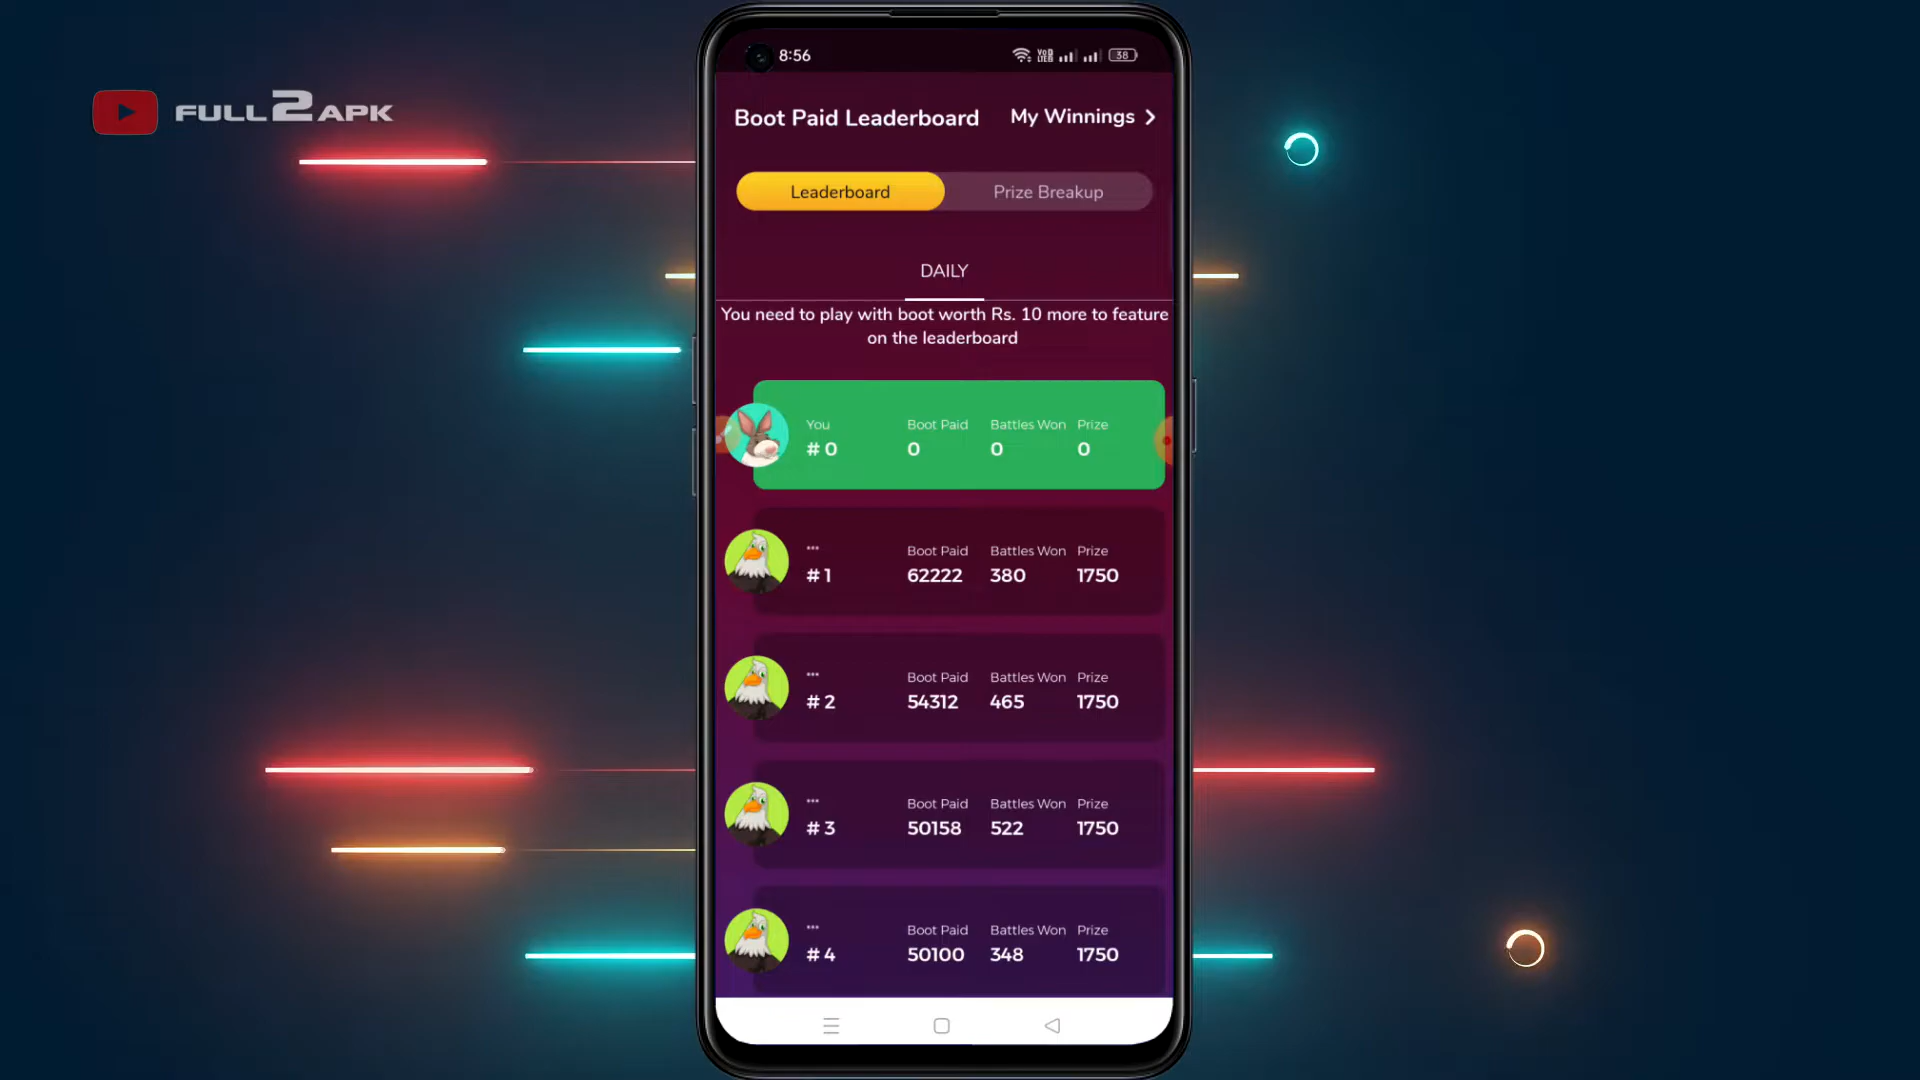 FULL2APK
8:56
VoD LTED
38
Boot Paid Leaderboard
My Winnings
Leaderboard
Prize Breakup
DAILY
You need to play with boot worth Rs. 10 more to feature
on the leaderboard
You Boot Paid Battles Won Prize
#0 0 0 0
... Boot Paid Battles Won Prize
#1 62222 380 1750
... Boot Paid Battles Won Prize
#2 54312 465 1750
... Boot Paid Battles Won Prize
#3 50158 522 1750
... Boot Paid Battles Won Prize
#4 50100 348 1750